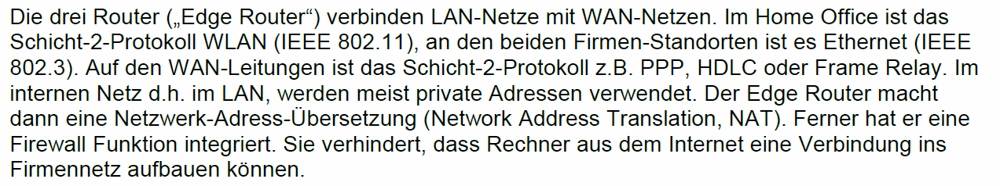 Die drei Router („Edge Router“) verbinden LAN-Netze mit WAN-Netzen. Im Home Office ist das
Schicht-2-Protokoll WLAN (IEEE 802.11), an den beiden Firmen-Standorten ist es Ethernet (IEEE
802.3). Auf den WAN-Leitungen ist das Schicht-2-Protokoll z.B. PPP, HDLC oder Frame Relay. Im
internen Netz d.h. im LAN, werden meist private Adressen verwendet. Der Edge Router macht
dann eine Netzwerk-Adress-Übersetzung (Network Address Translation, NAT). Ferner hat er eine
Firewall Funktion integriert. Sie verhindert, dass Rechner aus dem Internet eine Verbindung ins
Firmennetz aufbauen können.